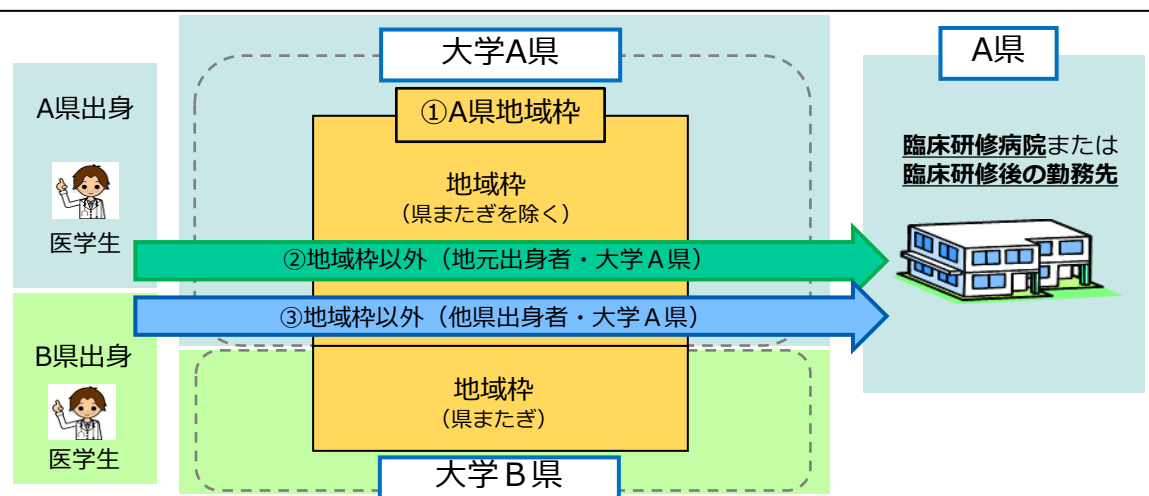 大学A県
A県
A県出身
医学生
①A県地域枠
地域枠
（県またぎを除く）
臨床研修病院または
臨床研修後の勤務先
②地域枠以外（地元出身者・大学Ａ県）
③地域枠以外（他県出身者・大学Ａ県）
B県出身
医学生
地域枠
（県またぎ）
大学Ｂ県